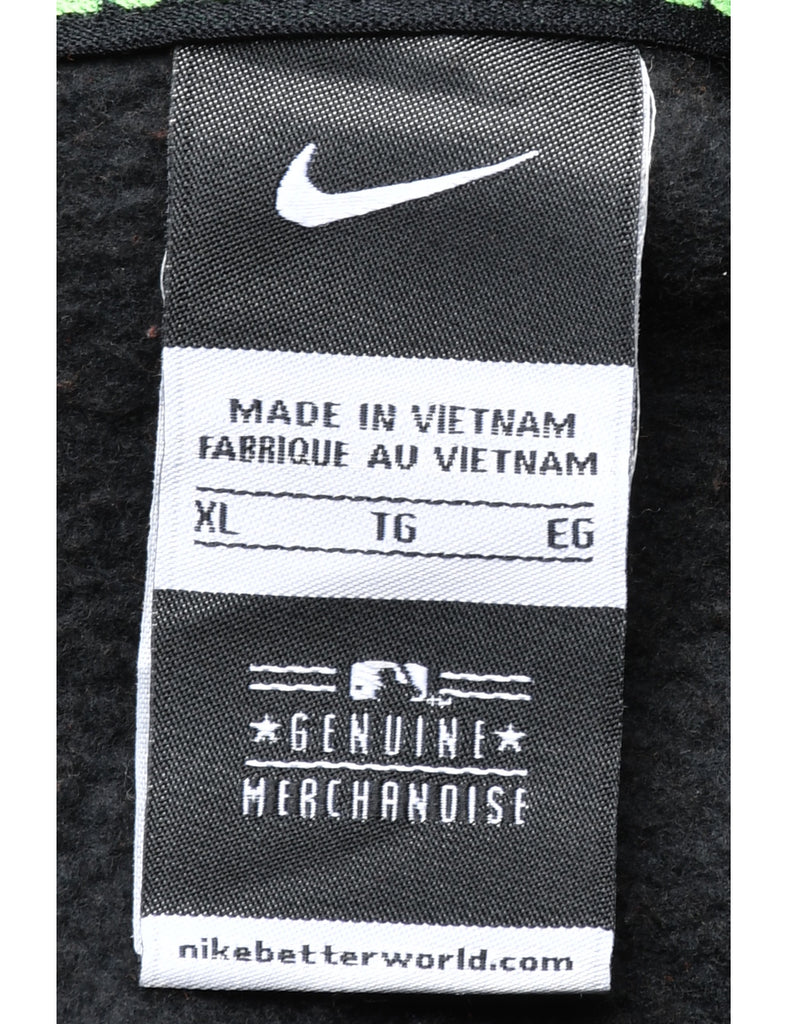 MADE IN VIETNAM
FABRIQUE AU VIETNAM
XL TG EG
GENUINE
MERCHANDISE
nikebetterworld.com